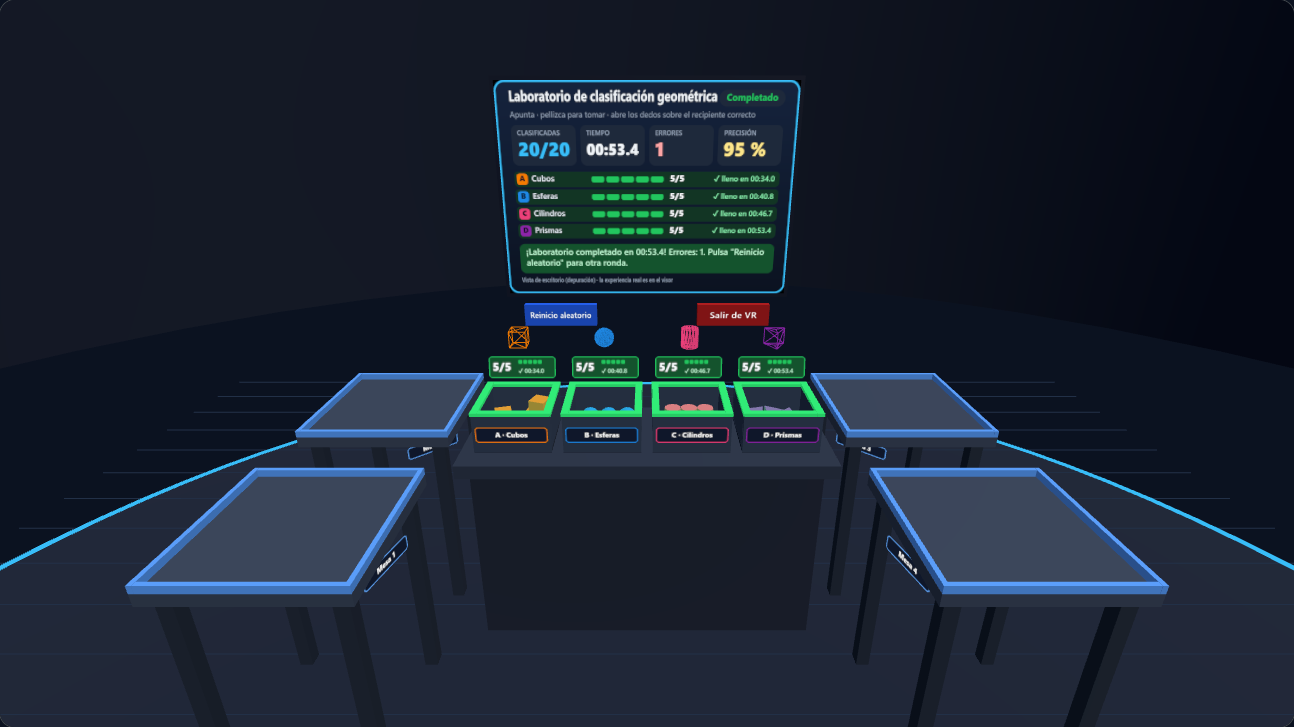 Laboratorio de clasificación geométrica Completado
Apunta · pellizca para tomar · abre los dedos sobre el recipiente correcto
CLASIFICADAS TIEMPO ERRORES PRECISIÓN
20/20 00:53.4 1 95 %
A Cubos 5/5 ✓ lleno en 00:34.0
B Esferas 5/5 ✓ lleno en 00:40.8
C Cilindros 5/5 ✓ lleno en 00:46.7
D Prismas 5/5 ✓ lleno en 00:53.4
¡Laboratorio completado en 00:53.4! Errores: 1. Pulsa "Reinicio
aleatorio" para otra ronda.
Vista de escritorio (depuración) · la experiencia real es en el visor
Reinicio aleatorio Salir de VR
5/5 ✓ 00:34.0 5/5 ✓ 00:40.8 5/5 ✓ 00:46.7 5/5 ✓ 00:53.4
A · Cubos B · Esferas C · Cilindros D · Prismas
Mesa 1 Mesa 4